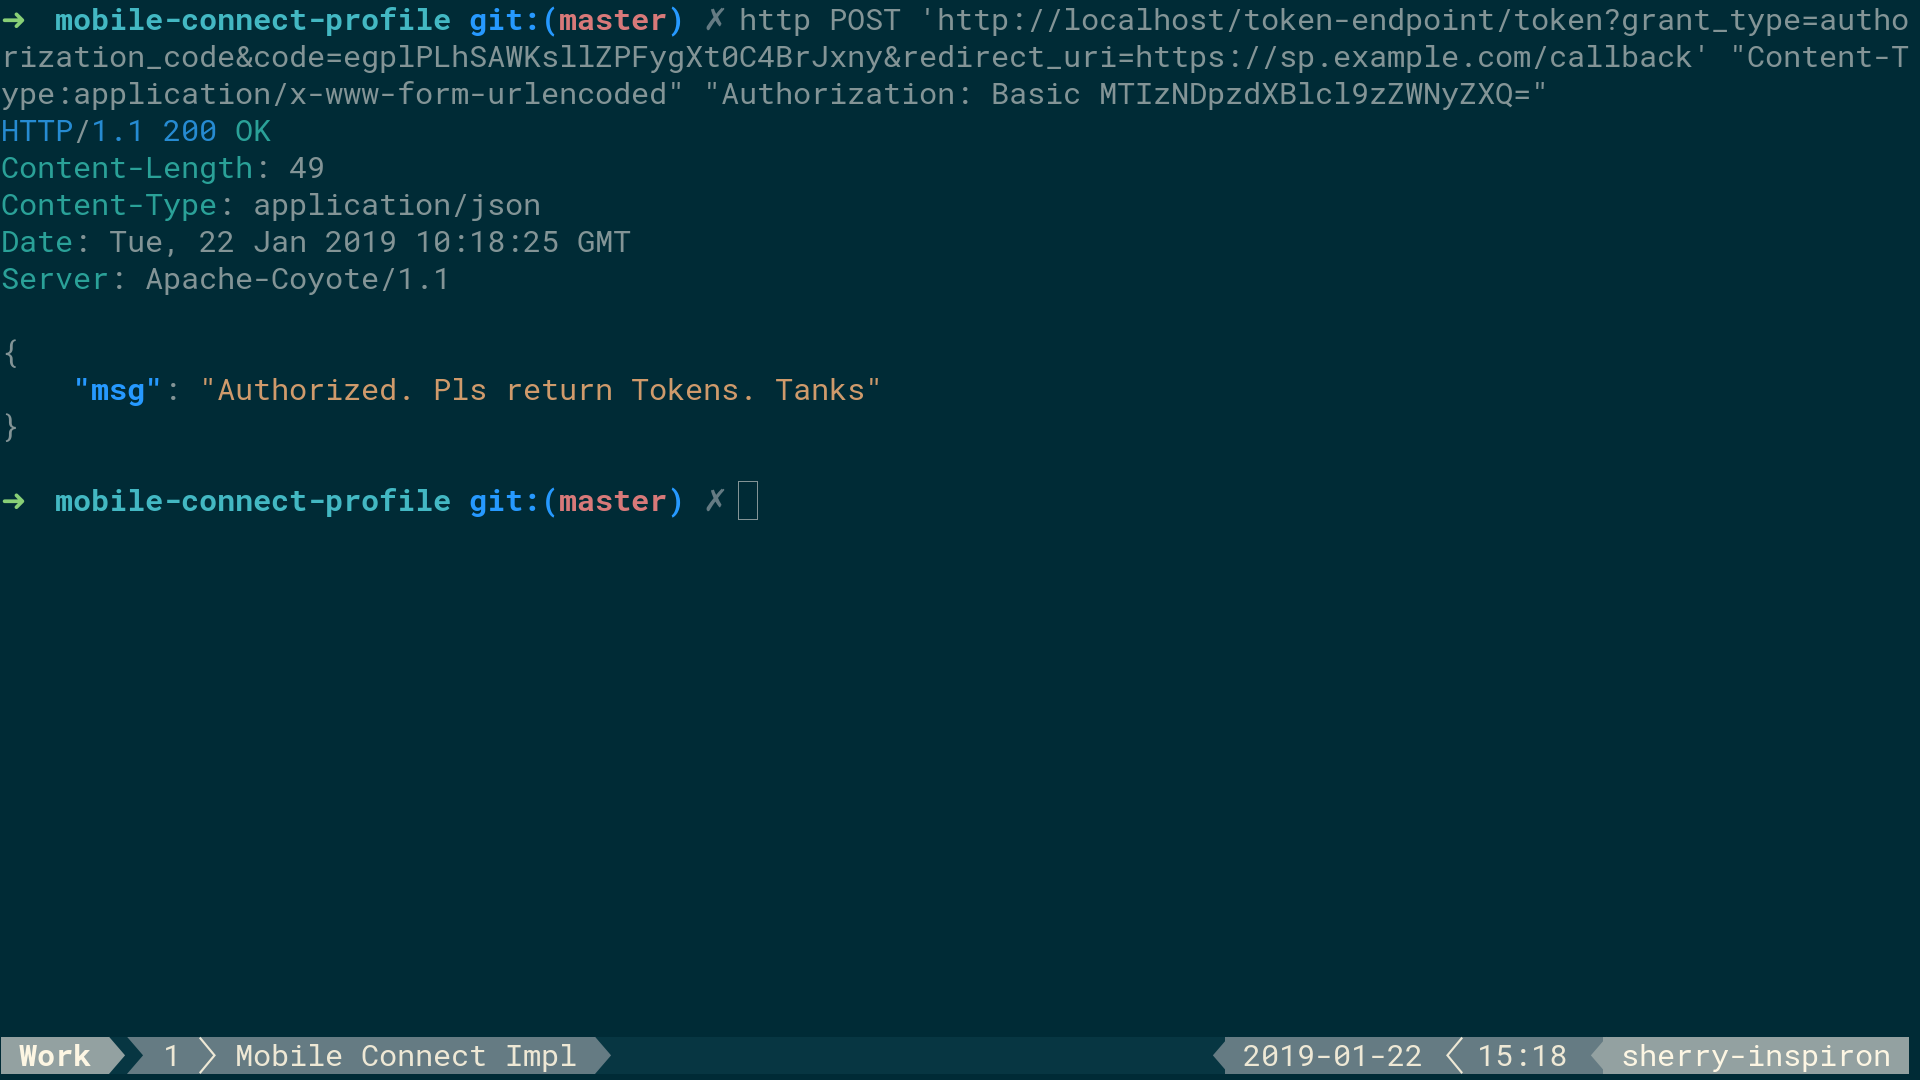 ➜  mobile-connect-profile git:(master) ✗ http POST 'http://localhost/token-endpoint/token?grant_type=autho
rization_code&code=egplPLhSAWKsllZPFygXt0C4BrJxny&redirect_uri=https://sp.example.com/callback' "Content-T
ype:application/x-www-form-urlencoded" "Authorization: Basic MTIzNDpzdXBlcl9zZWNyZXQ="
HTTP/1.1 200 OK
Content-Length: 49
Content-Type: application/json
Date: Tue, 22 Jan 2019 10:18:25 GMT
Server: Apache-Coyote/1.1
{
    "msg": "Authorized. Pls return Tokens. Tanks"
}
➜  mobile-connect-profile git:(master) ✗
Work 1 Mobile Connect Impl 2019-01-22 15:18 sherry-inspiron